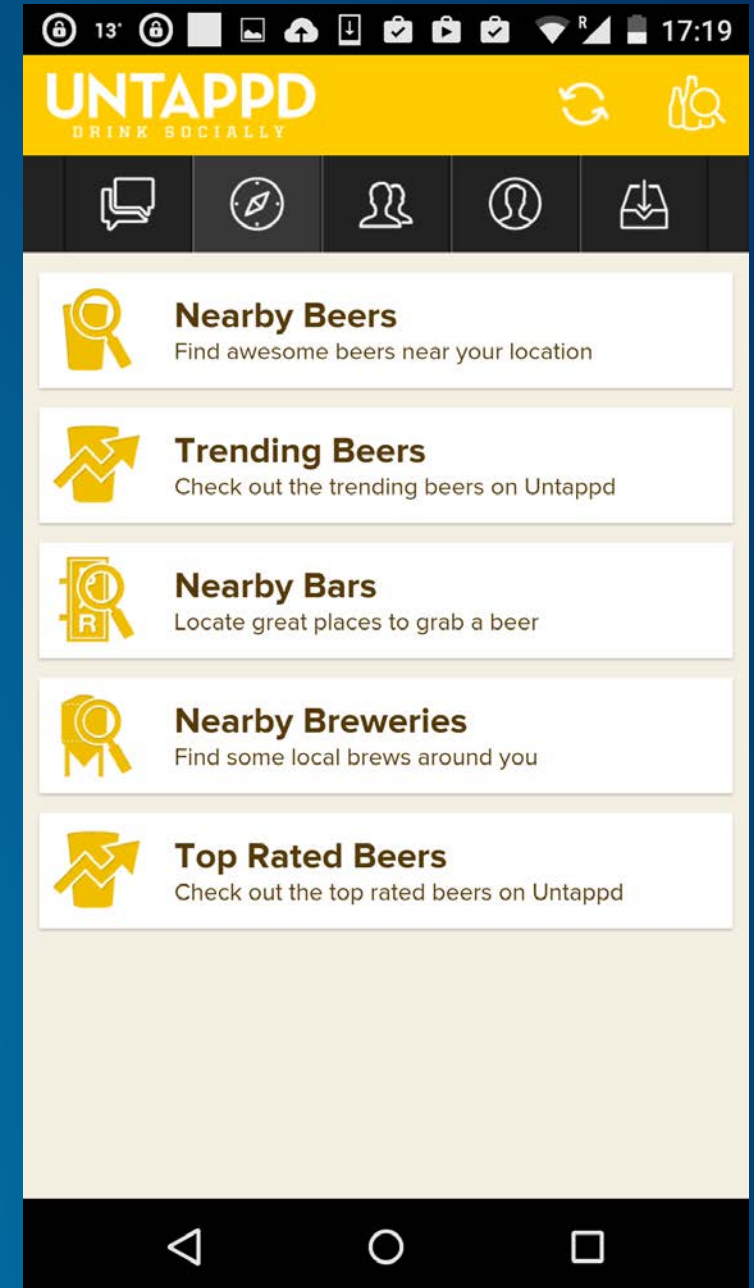 13° R 17:19
UNTAPPD
DRINK SOCIALLY
Nearby Beers
Find awesome beers near your location
Trending Beers
Check out the trending beers on Untappd
R
Nearby Bars
Locate great places to grab a beer
Nearby Breweries
Find some local brews around you
Top Rated Beers
Check out the top rated beers on Untappd